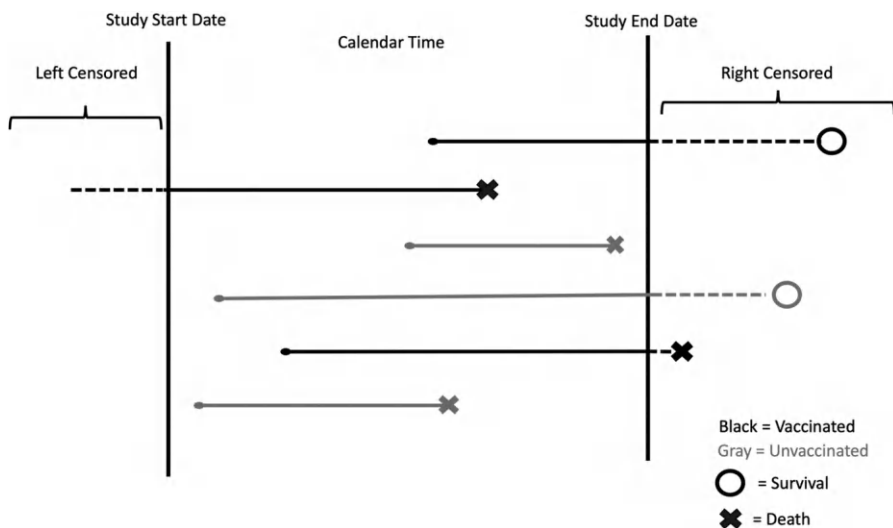 Study Start Date
Study End Date
Calendar Time
Left Censored
Right Censored
Black = Vaccinated
Gray = Unvaccinated
= Survival
= Death